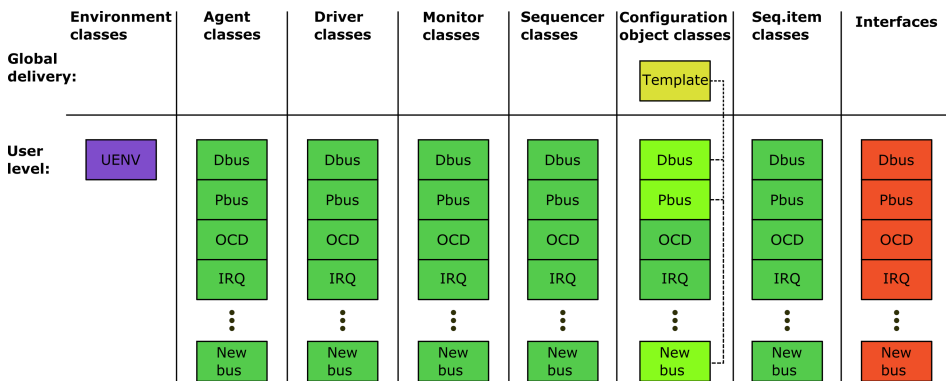 Environment classes
Agent classes
Driver classes
Monitor classes
Sequencer classes
Configuration object classes
Seq.item classes
Interfaces
Global delivery:
Template
User level:
UENV
Dbus Dbus Dbus Dbus Dbus Dbus Dbus
Pbus Pbus Pbus Pbus Pbus Pbus Pbus
OCD OCD OCD OCD OCD OCD OCD
IRQ IRQ IRQ IRQ IRQ IRQ IRQ
New bus New bus New bus New bus New bus New bus New bus